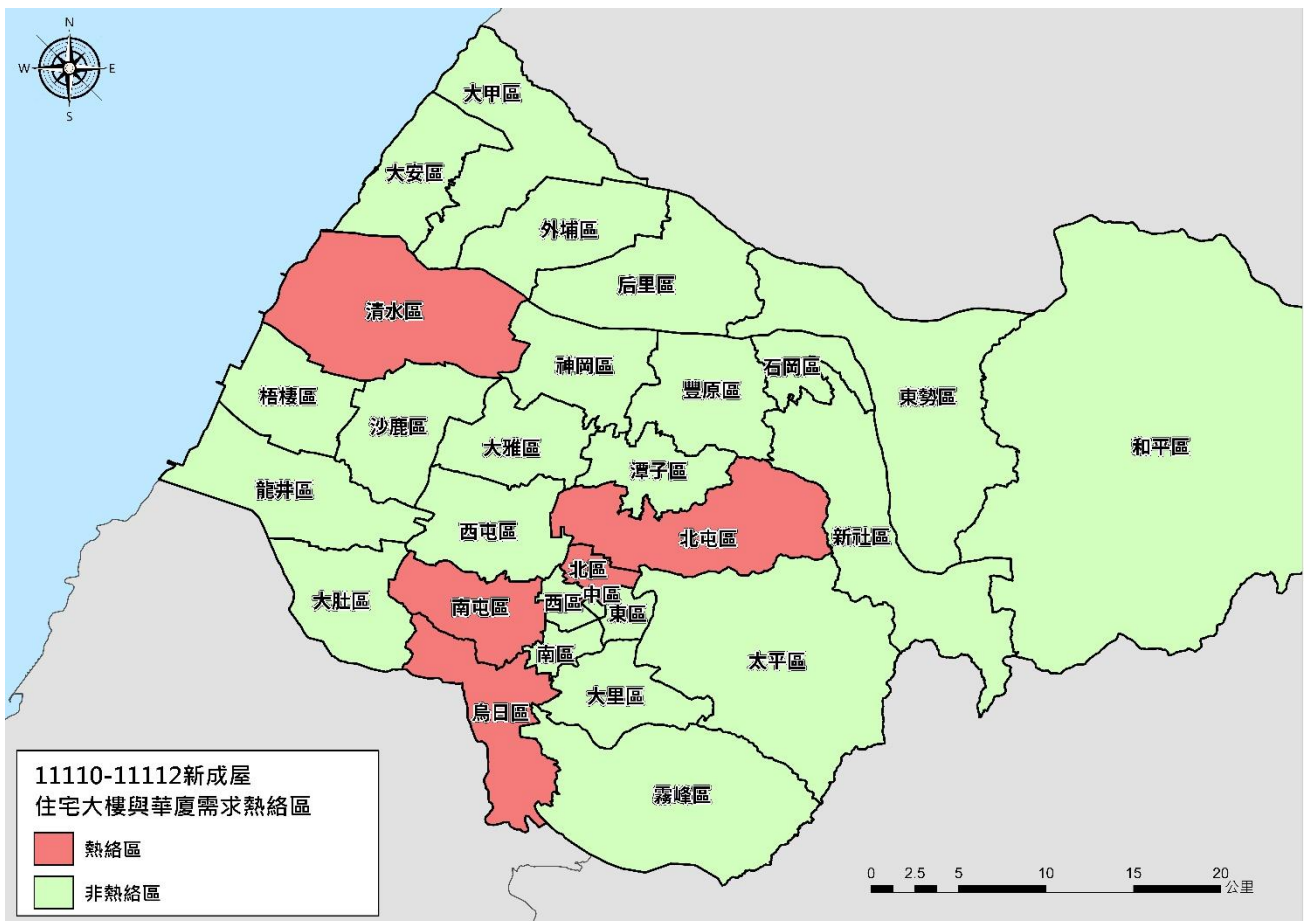 N
W
E
S
大甲區
大安區
外埔區
后里區
清水區
神岡區
石岡區
豐原區
東勢區
梧棲區
沙鹿區
大雅區
和平區
潭子區
龍井區
西屯區
北屯區
新社區
北區
中區
大肚區
南屯區
西區
東區
南區
太平區
大里區
烏日區
霧峰區
11110-11112新成屋
住宅大樓與華廈需求熱絡區
熱絡區
非熱絡區
0 2.5 5 10 15 20
公里